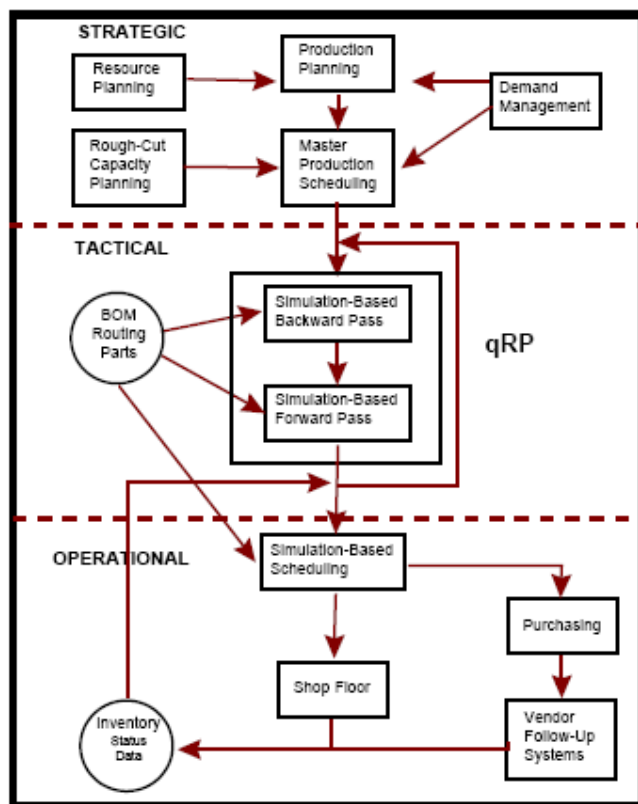 STRATEGIC
Resource
Planning
Production
Planning
Demand
Management
Rough-Cut
Capacity
Planning
Master
Production
Scheduling
TACTICAL
BOM
Routing
Parts
Simulation-Based
Backward Pass
Simulation-Based
Forward Pass
qRP
OPERATIONAL
Simulation-Based
Scheduling
Purchasing
Shop Floor
Inventory
Status
Data
Vendor
Follow-Up
Systems